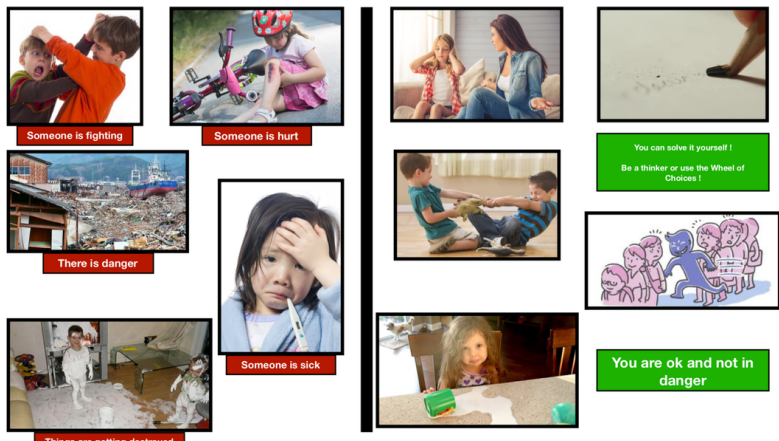 Someone is fighting
Someone is hurt
There is danger
Someone is sick
Things are getting destroyed
You can solve it yourself !
Be a thinker or use the Wheel of
Choices !
You are ok and not in
danger